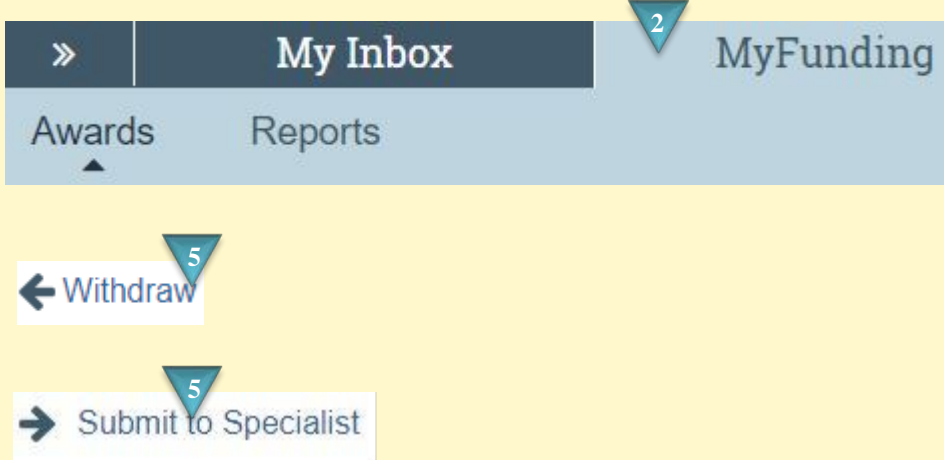 2
» My Inbox MyFunding
Awards Reports
5
Withdraw
5
Submit to Specialist